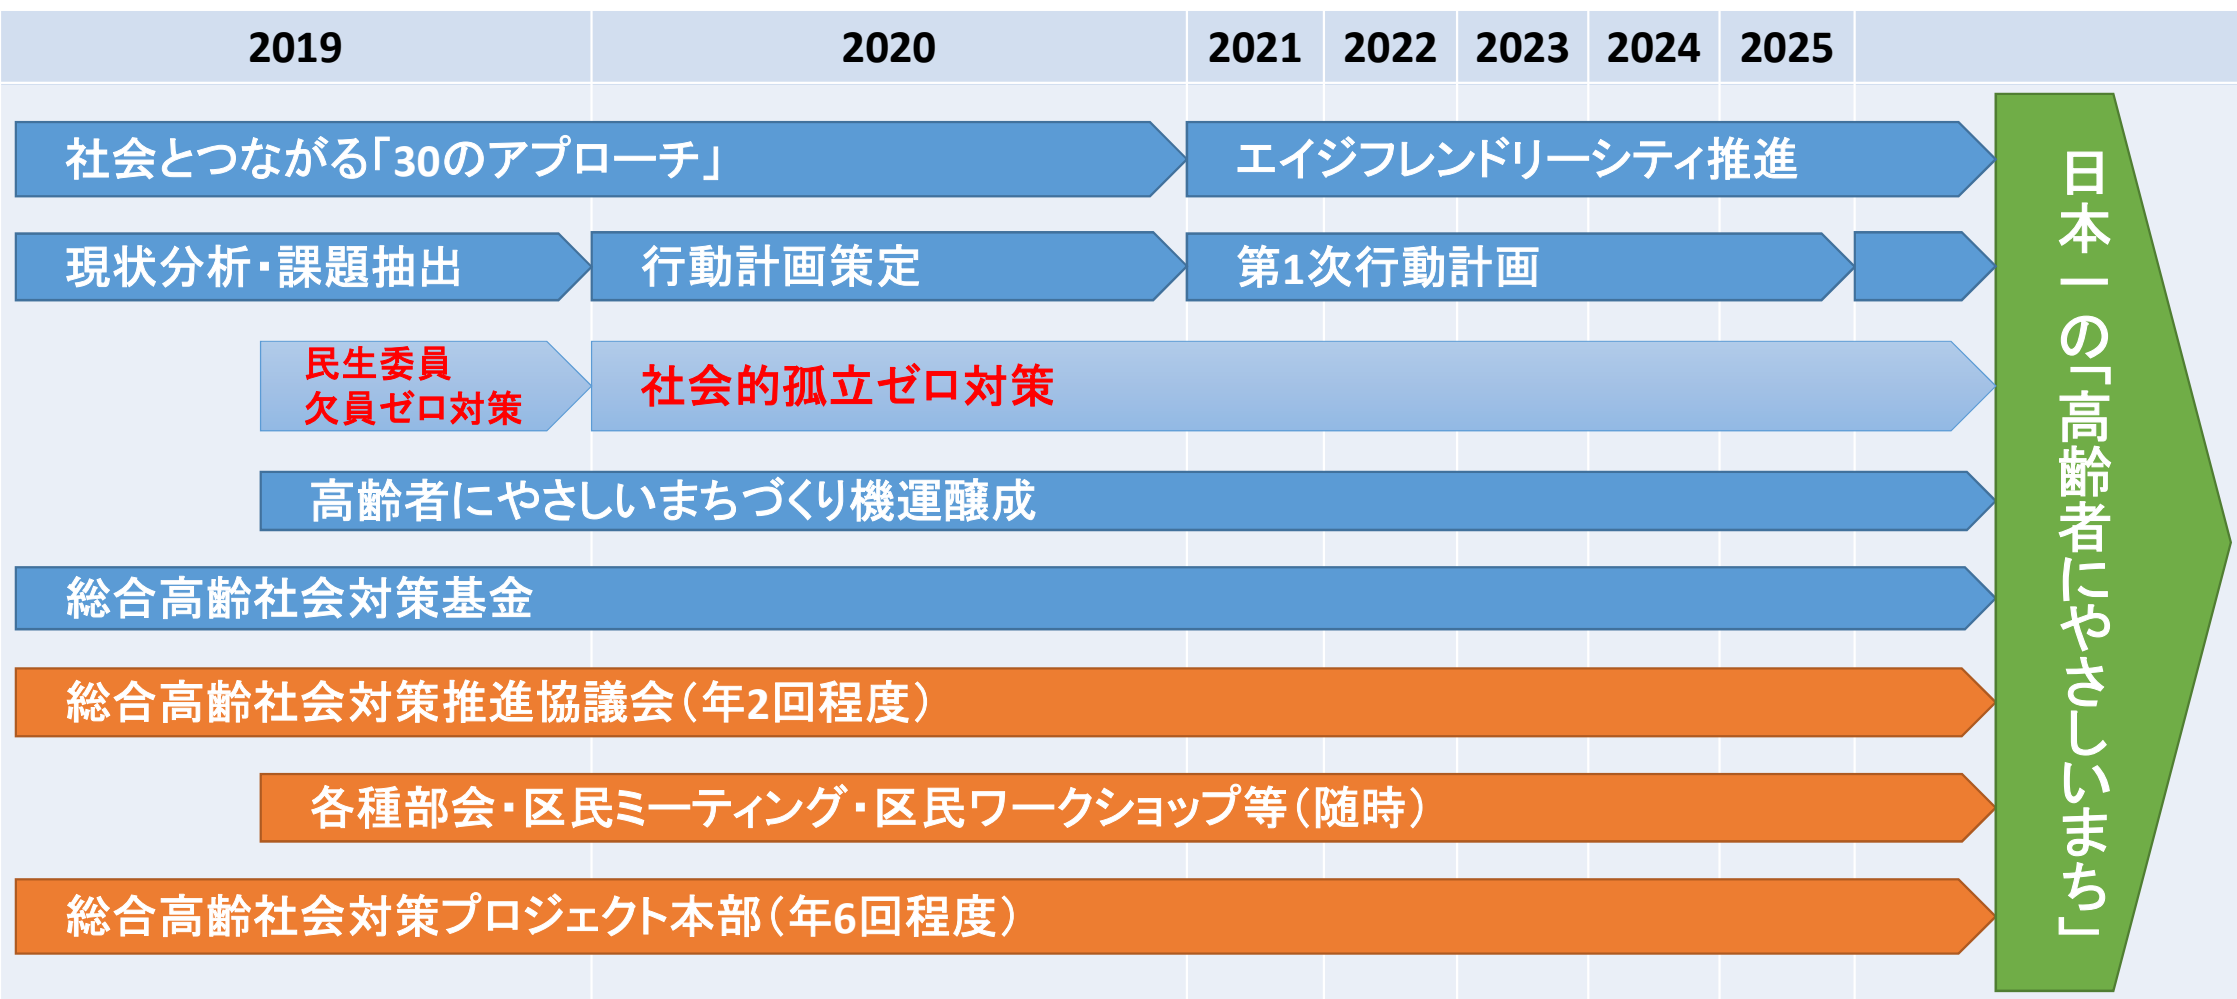 2019
2020
2021
2022
2023
2024
2025
社会とつながる「30のアプローチ」
エイジフレンドリーシティ推進
現状分析・課題抽出
行動計画策定
第1次行動計画
民生委員
欠員ゼロ対策
社会的孤立ゼロ対策
高齢者にやさしいまちづくり機運醸成
総合高齢社会対策基金
総合高齢社会対策推進協議会（年2回程度）
各種部会・区民ミーティング・区民ワークショップ等（随時）
総合高齢社会対策プロジェクト本部（年6回程度）
日本一の「高齢者にやさしいまち」